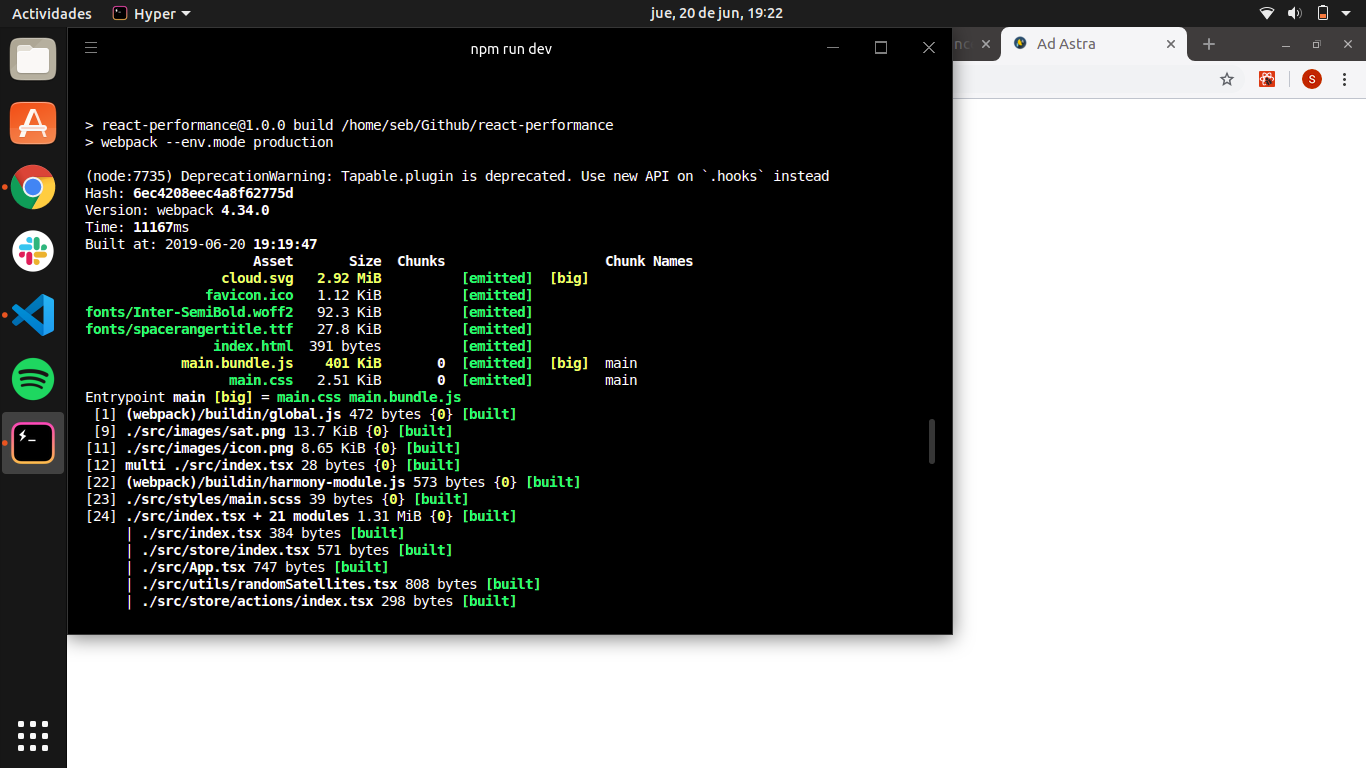 Actividades Hyper jue, 20 de jun, 19:22
npm run dev
Ad Astra
S
> react-performance@1.0.0 build /home/seb/Github/react-performance
> webpack --env.mode production
(node:7735) DeprecationWarning: Tapable.plugin is deprecated. Use new API on `.hooks` instead
Hash: 6ec4208eec4a8f62775d
Version: webpack 4.34.0
Time: 11167ms
Built at: 2019-06-20 19:19:47
Asset Size Chunks Chunk Names
cloud.svg 2.92 MiB [emitted] [big]
favicon.ico 1.12 KiB [emitted]
fonts/Inter-SemiBold.woff2 92.3 KiB [emitted]
fonts/spacerangertitle.ttf 27.8 KiB [emitted]
index.html 391 bytes [emitted]
main.bundle.js 401 KiB 0 [emitted] [big] main
main.css 2.51 KiB 0 [emitted] main
Entrypoint main [big] = main.css main.bundle.js
[1] (webpack)/buildin/global.js 472 bytes {0} [built]
[9] ./src/images/sat.png 13.7 KiB {0} [built]
[11] ./src/images/icon.png 8.65 KiB {0} [built]
[12] multi ./src/index.tsx 28 bytes {0} [built]
[22] (webpack)/buildin/harmony-module.js 573 bytes {0} [built]
[23] ./src/styles/main.scss 39 bytes {0} [built]
[24] ./src/index.tsx + 21 modules 1.31 MiB {0} [built]
| ./src/index.tsx 384 bytes [built]
| ./src/store/index.tsx 571 bytes [built]
| ./src/App.tsx 747 bytes [built]
| ./src/utils/randomSatellites.tsx 808 bytes [built]
| ./src/store/actions/index.tsx 298 bytes [built]